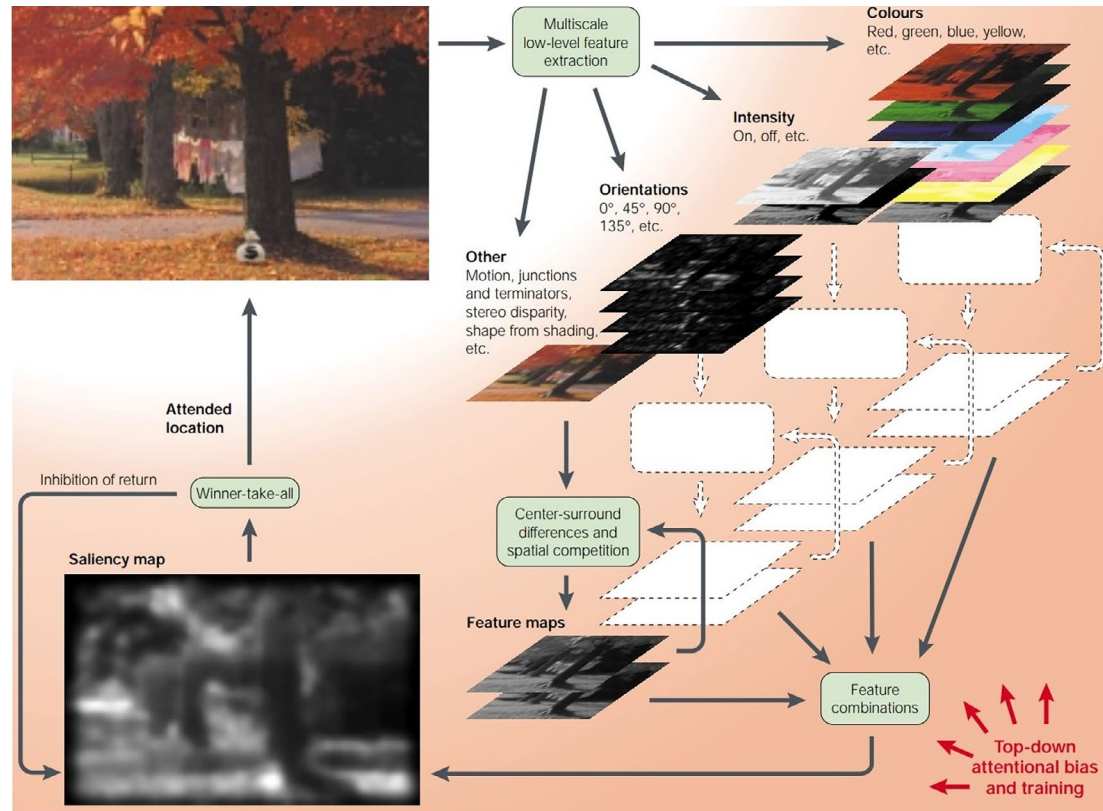 Multiscale
low-level feature
extraction
Colours
Red, green, blue, yellow,
etc.
Intensity
On, off, etc.
Orientations
0°, 45°, 90°,
135°, etc.
Other
Motion, junctions
and terminators,
stereo disparity,
shape from shading,
etc.
$
Attended
location
Inhibition of return
Winner-take-all
Center-surround
differences and
spatial competition
Saliency map
Feature maps
Feature
combinations
Top-down
attentional bias
and training